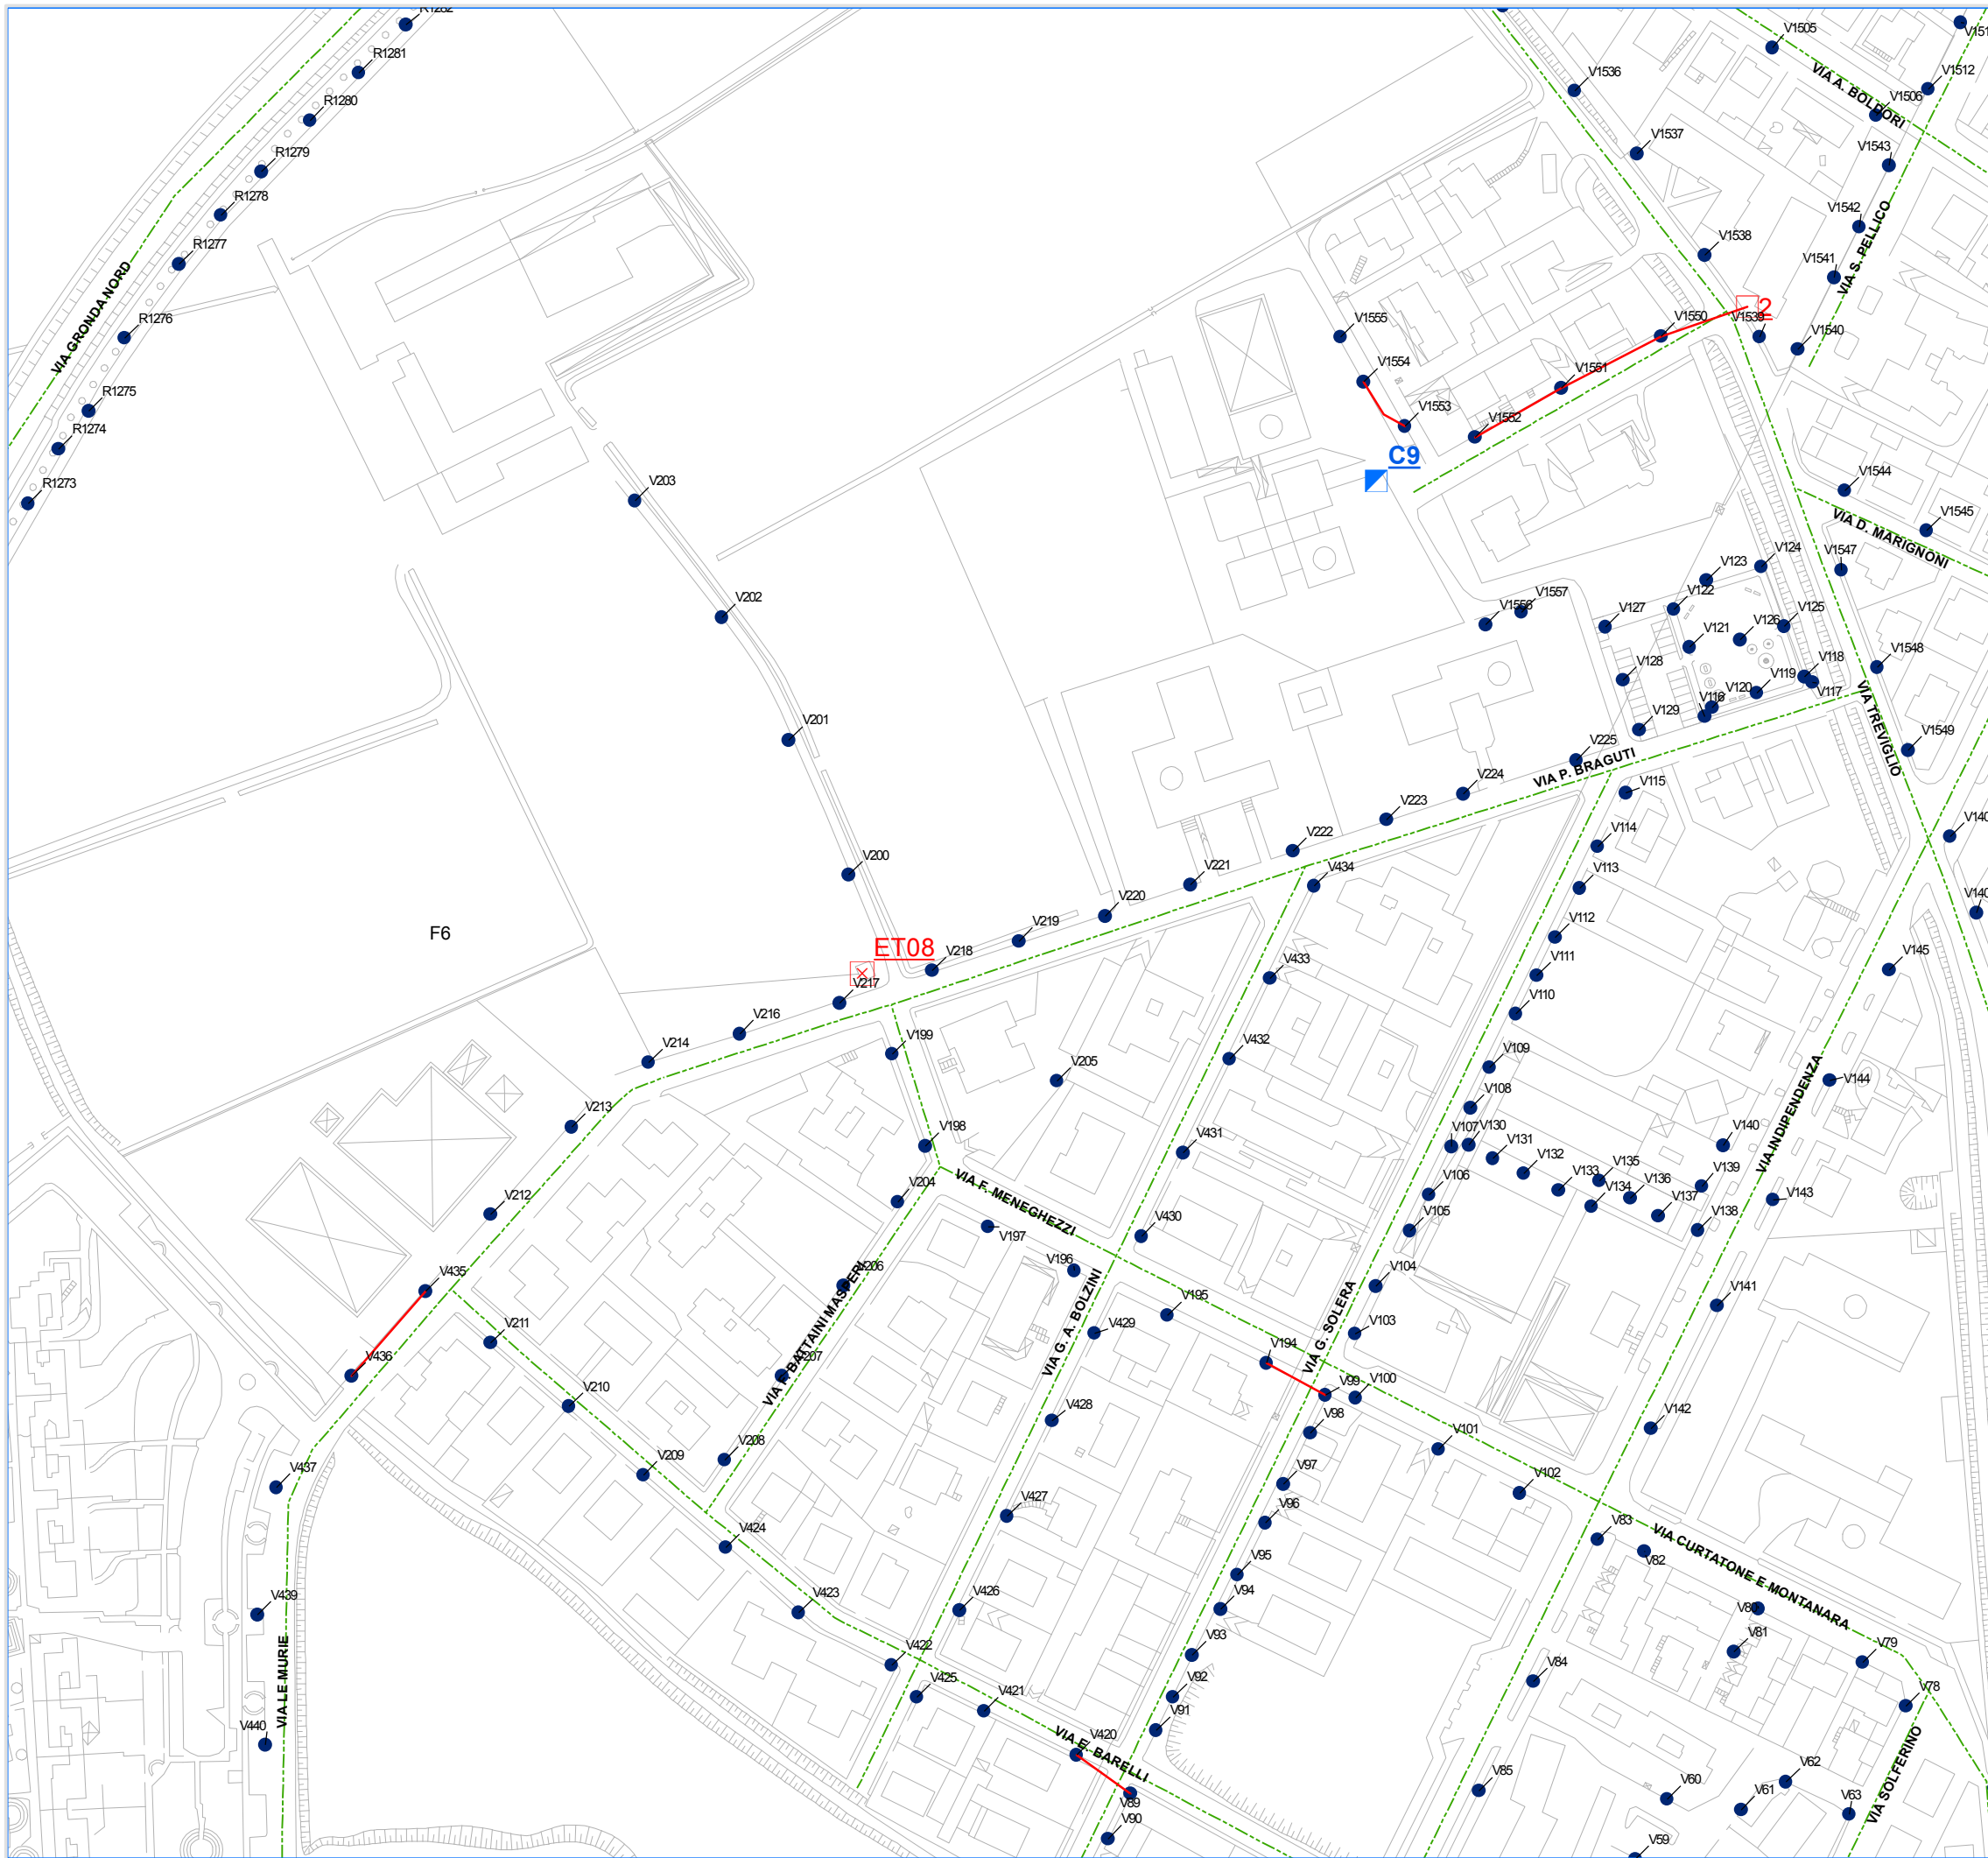 R1282
R1281
R1280
R1279
R1278
R1277
R1276
R1275
R1274
R1273
VIA GRONDA NORD
V1505
V1512
V1506
VIA A. BOLDORI
V1536
V1537
V1543
V1542
V1538
V1541
VIA S. PELLICO
2
V1539
V1540
V1550
V1555
V1554
V1551
V1553
V1552
C9
V1544
V1545
VIA D. MARIGNONI
V203
V202
V201
V200
V1547
V124
V123
V122
V1557
V1556
V127
V125
V126
V121
V128
V118
V119
V117
V120
V116
V129
V1548
V1549
VIA TREVIGLIO
V225
VIA P. BRAGUTI
V224
V223
V222
V221
V220
V219
V218
ET08
V217
V216
V214
F6
V115
V114
V113
V112
V111
V110
V109
V108
V107
V130
V131
V132
V133
V135
V134
V136
V137
V138
V139
V140
V143
V144
V145
VIA INDIPENDENZA
V141
V142
V434
V433
V432
V431
V430
V205
V199
V198
V204
VIA F. MENEGHEZZI
V197
V196
V195
V194
V206
V207
V208
VIA G. A. BOLZINI
V429
V428
V427
V426
V425
V106
V105
V104
V103
VIA G. SOLERA
V99
V100
V98
V101
V102
V97
V96
V95
V94
V93
V92
V91
V213
V212
V435
V436
V211
V210
V209
V437
V439
V440
VIALE MURIE
V424
V423
V422
V421
V420
VIA E. BARELLI
V89
V90
V83
V82
VIA CURTATONE E MONTANARA
V80
V81
V79
V78
V84
V85
V62
V61
V60
V63
V59
VIA SOLFERINO